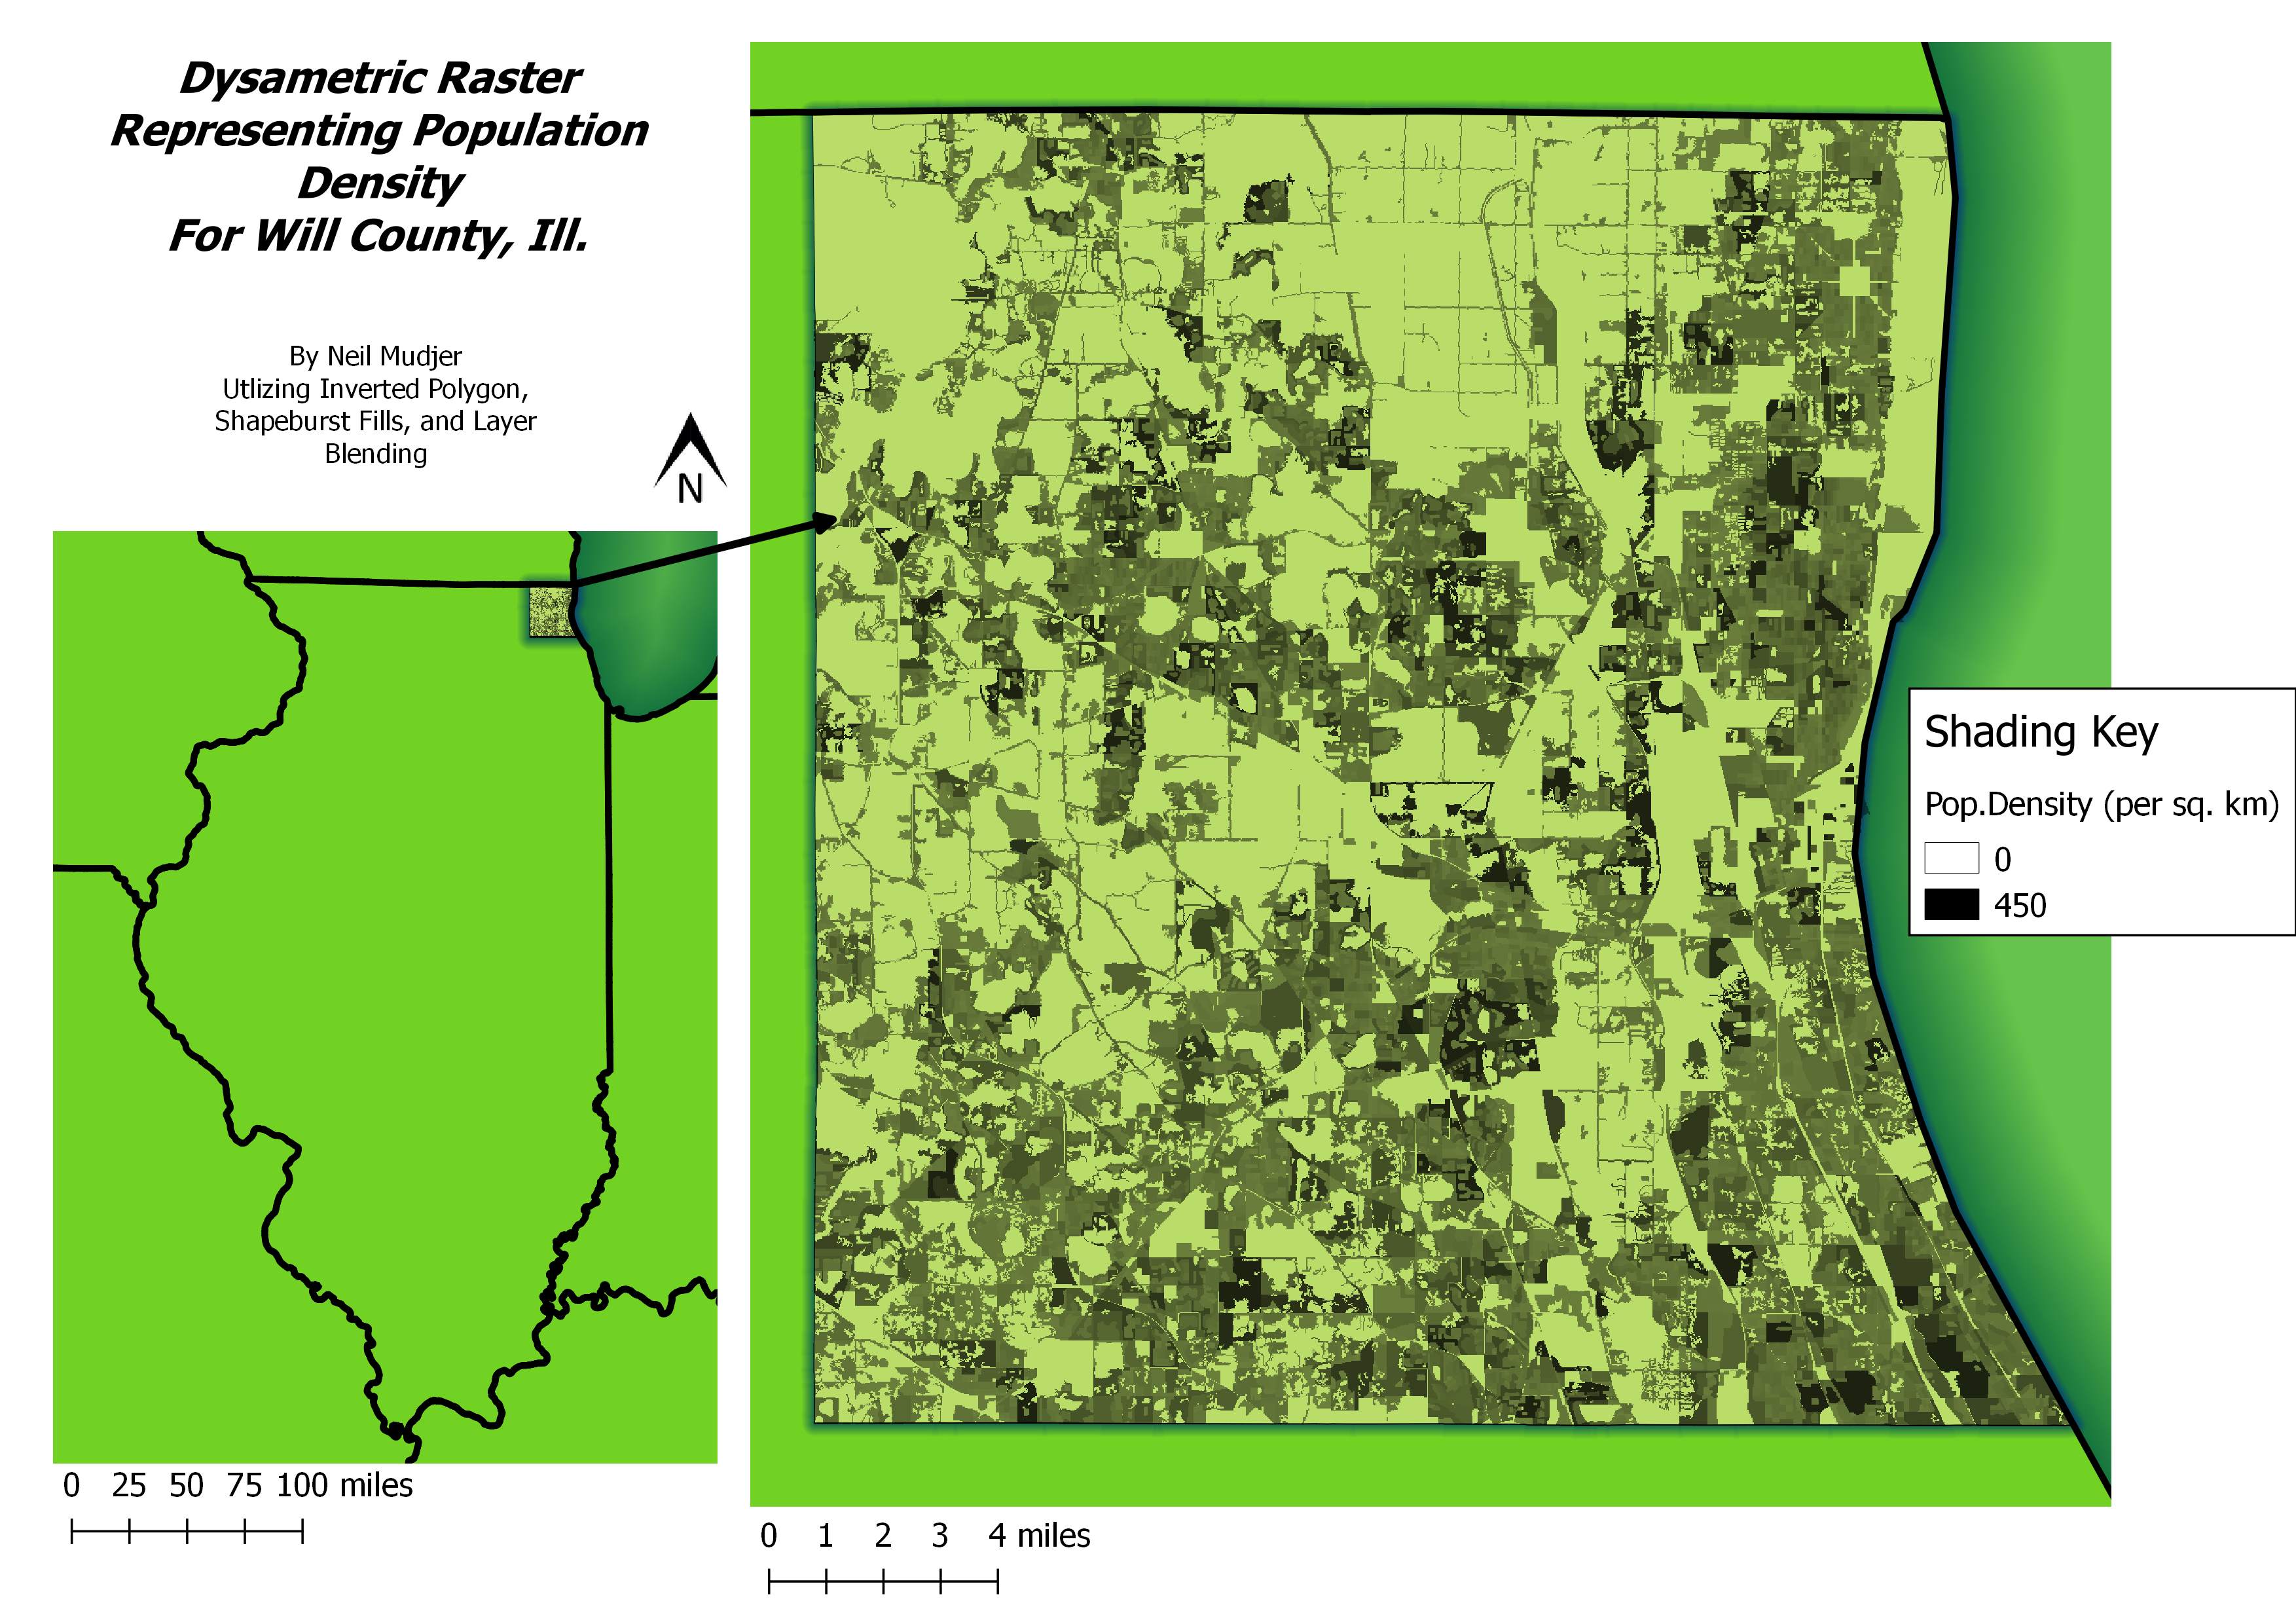 Dysametric Raster
Representing Population
Density
For Will County, Ill.
By Neil Mudjer
Utlizing Inverted Polygon,
Shapeburst Fills, and Layer
Blending
N
Shading Key
Pop.Density (per sq. km)
0
450
0 25 50 75 100 miles
0 1 2 3 4 miles